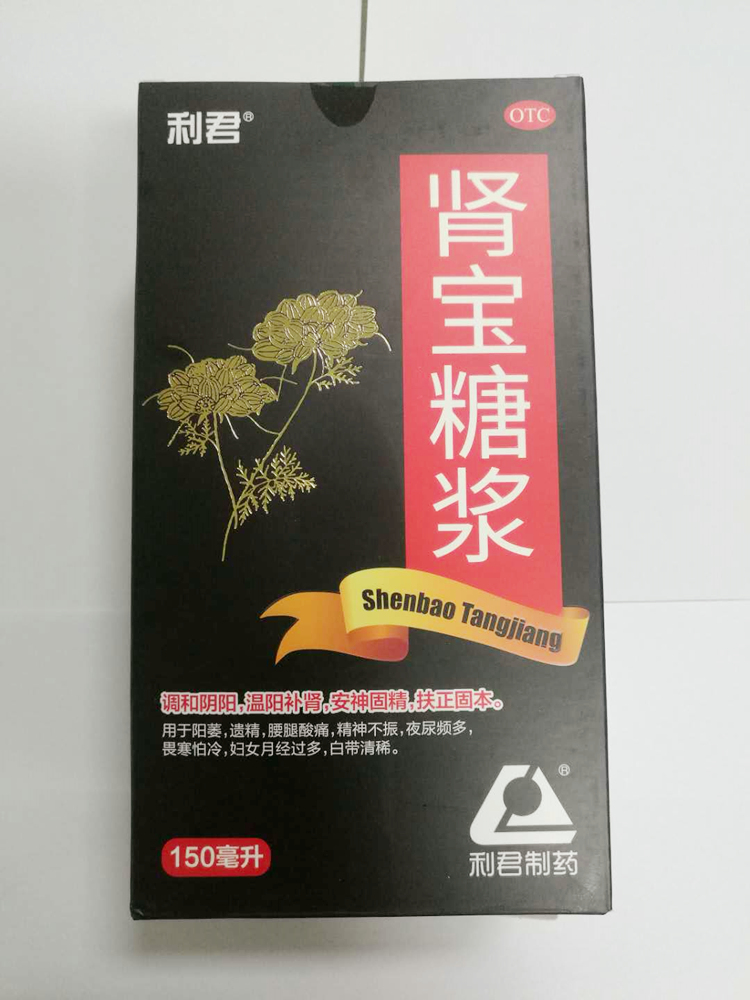 利君®
OTC
肾宝糖浆
Shenbao Tangjiang
调和阴阳,温阳补肾,安神固精,扶正固本。
用于阳萎,遗精,腰腿酸痛,精神不振,夜尿频多,
畏寒怕冷,妇女月经过多,白带清稀。
®
150毫升
利君制药